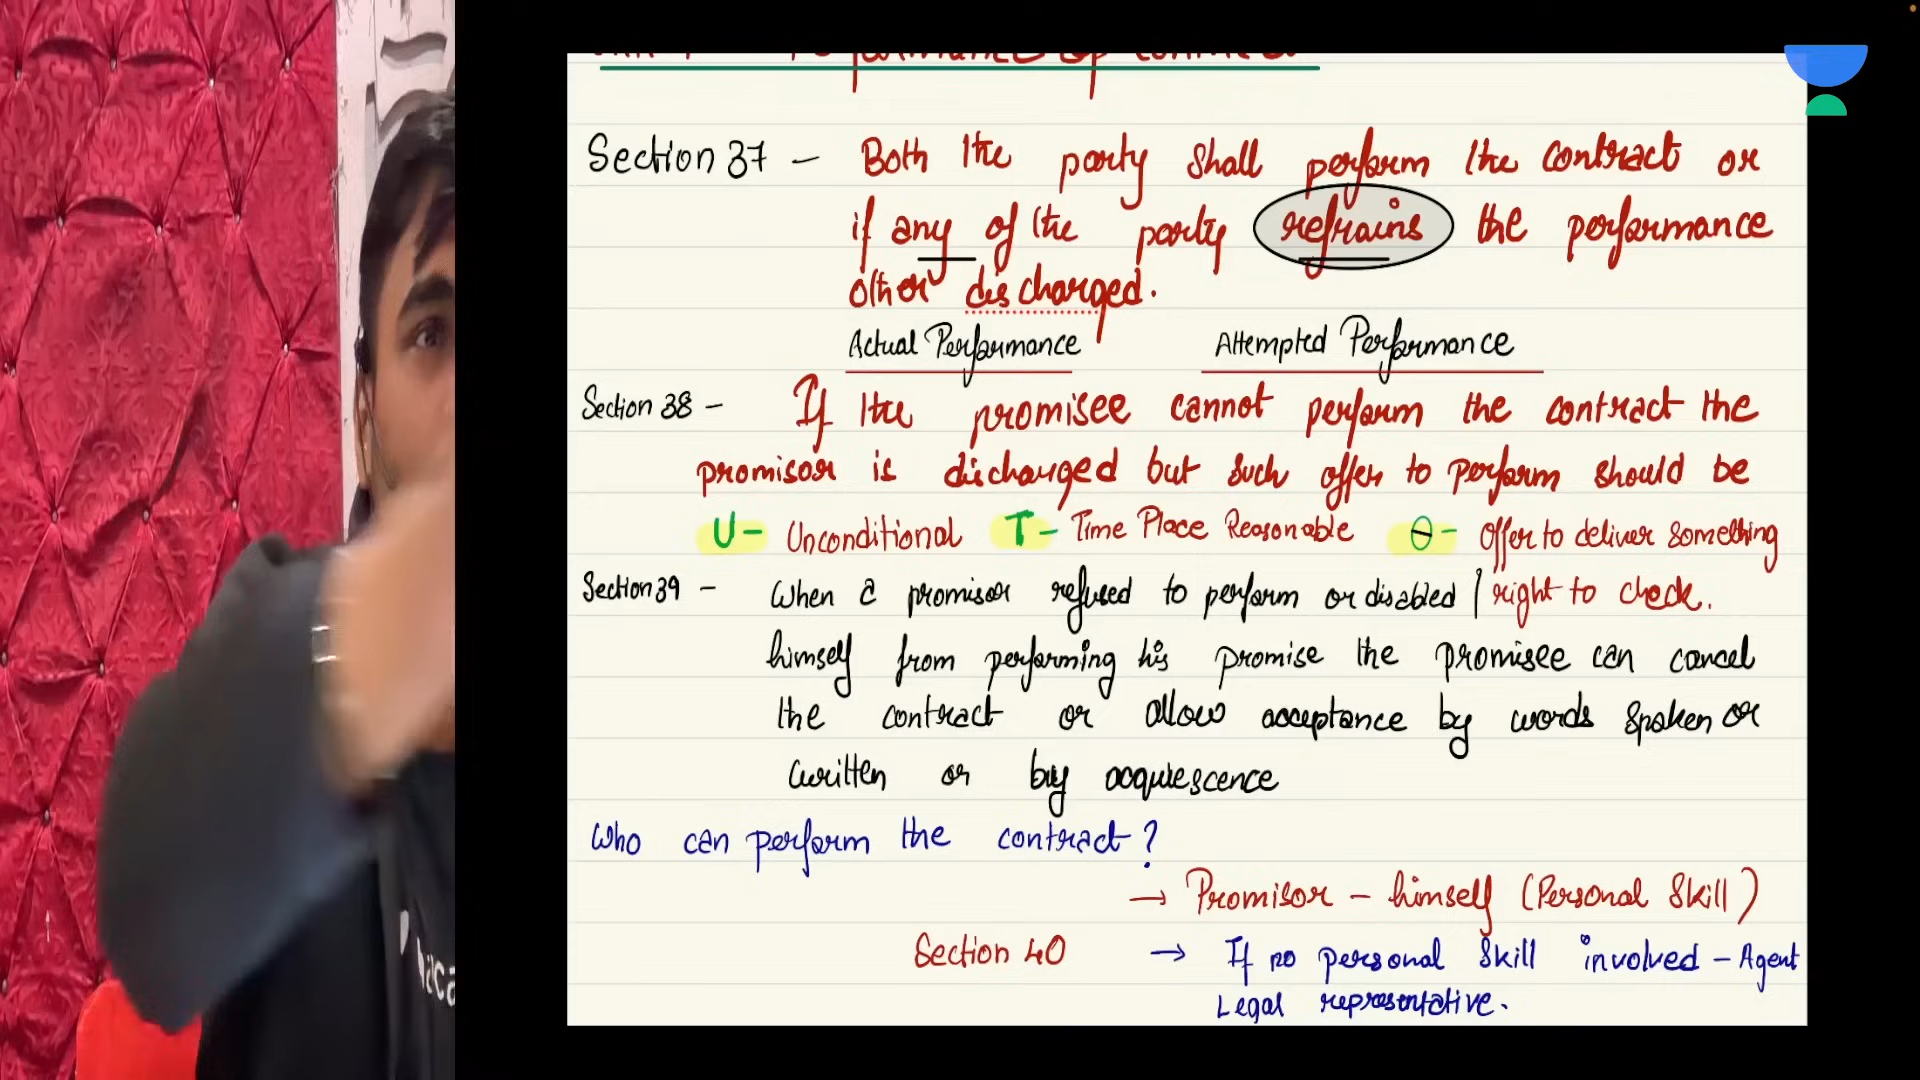 Performance of Contract
Section 37 - Both the party shall perform the contract or
if any of the party refrains the performance
other discharged.
Actual Performance Attempted Performance
Section 38 - If the promisee cannot perform the contract the
promisor is discharged but such offer to perform should be
U- Unconditional T- Time Place Reasonable O- Offer to deliver something
Section 39 - When a promisor refused to perform or disabled / right to check.
himself from performing his promise the promisee can cancel
the contract or allow acceptance by words spoken or
written or by acquiescence
Who can perform the contract?
→ Promisor - himself (Personal Skill)
Section 40 → If no personal skill involved - Agent
Legal representative.